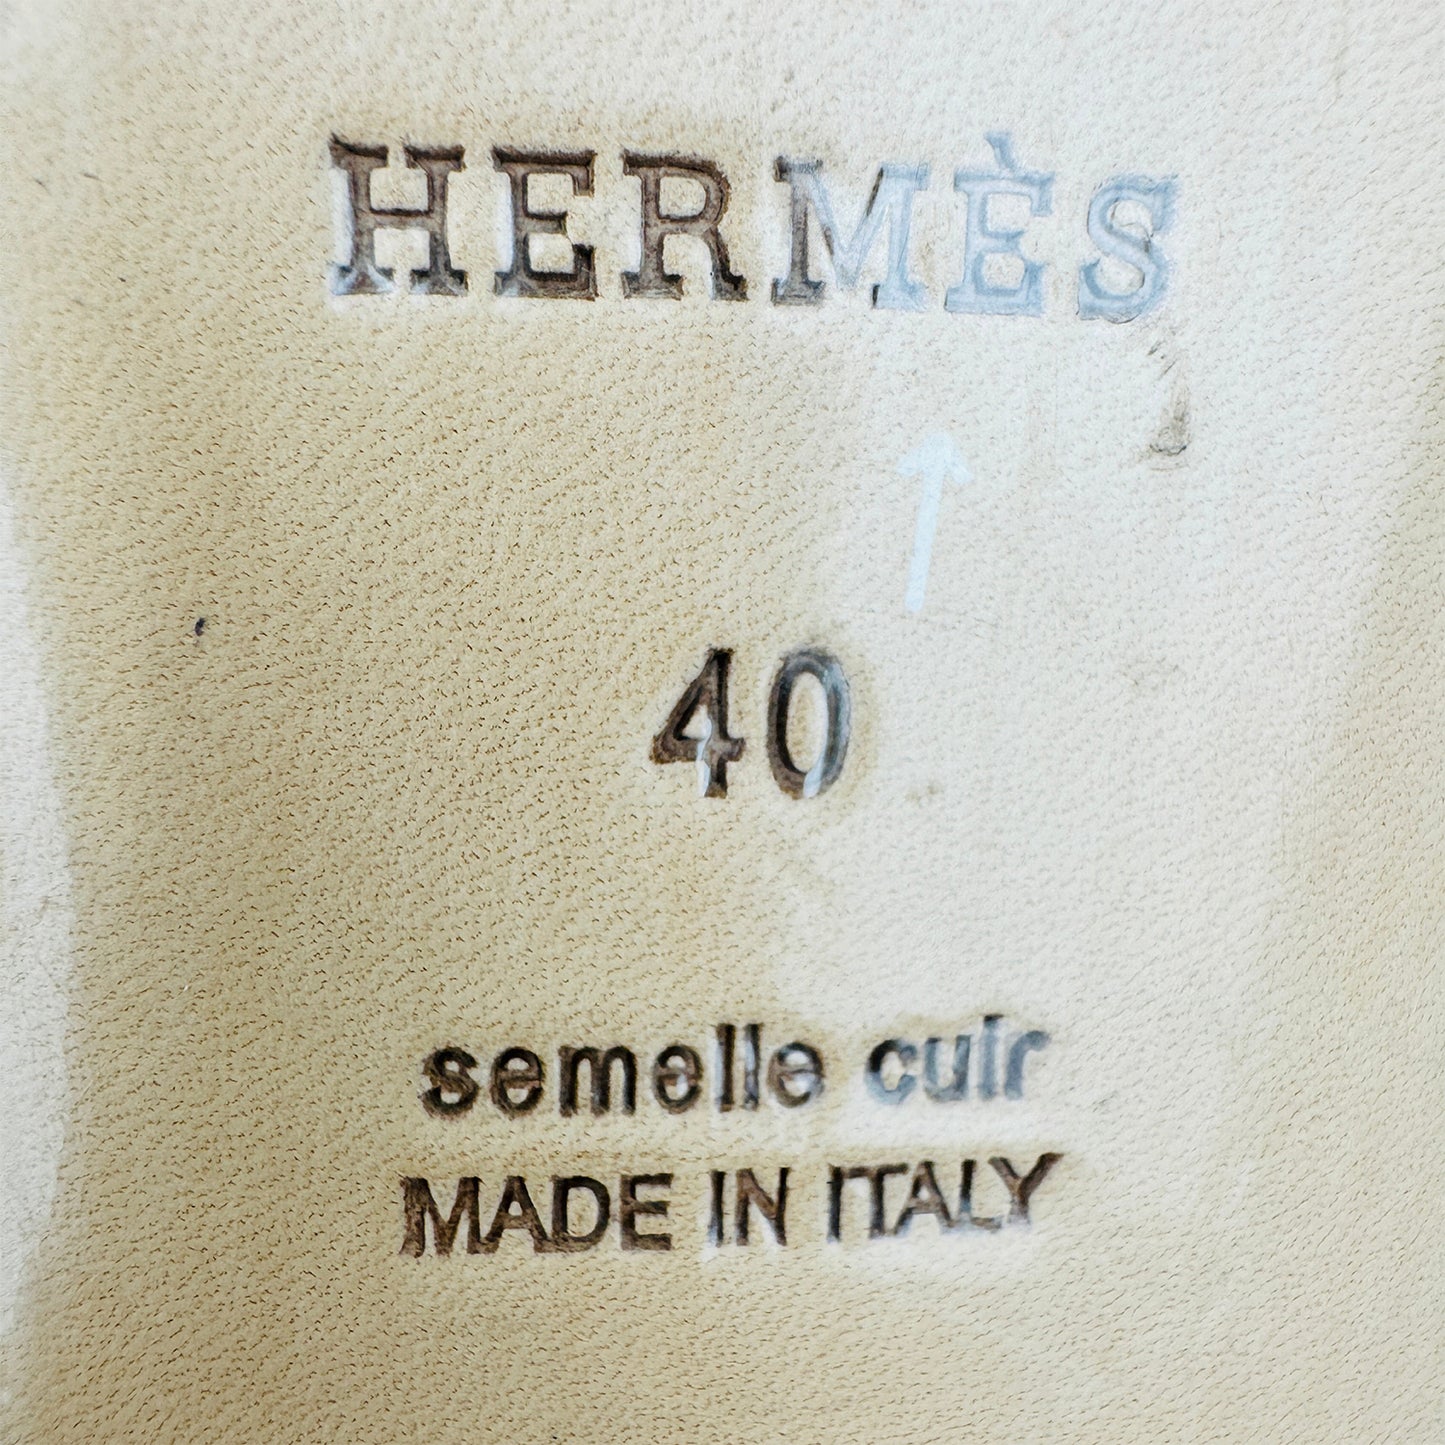 HERMÈS
40
semelle cuir
MADE IN ITALY